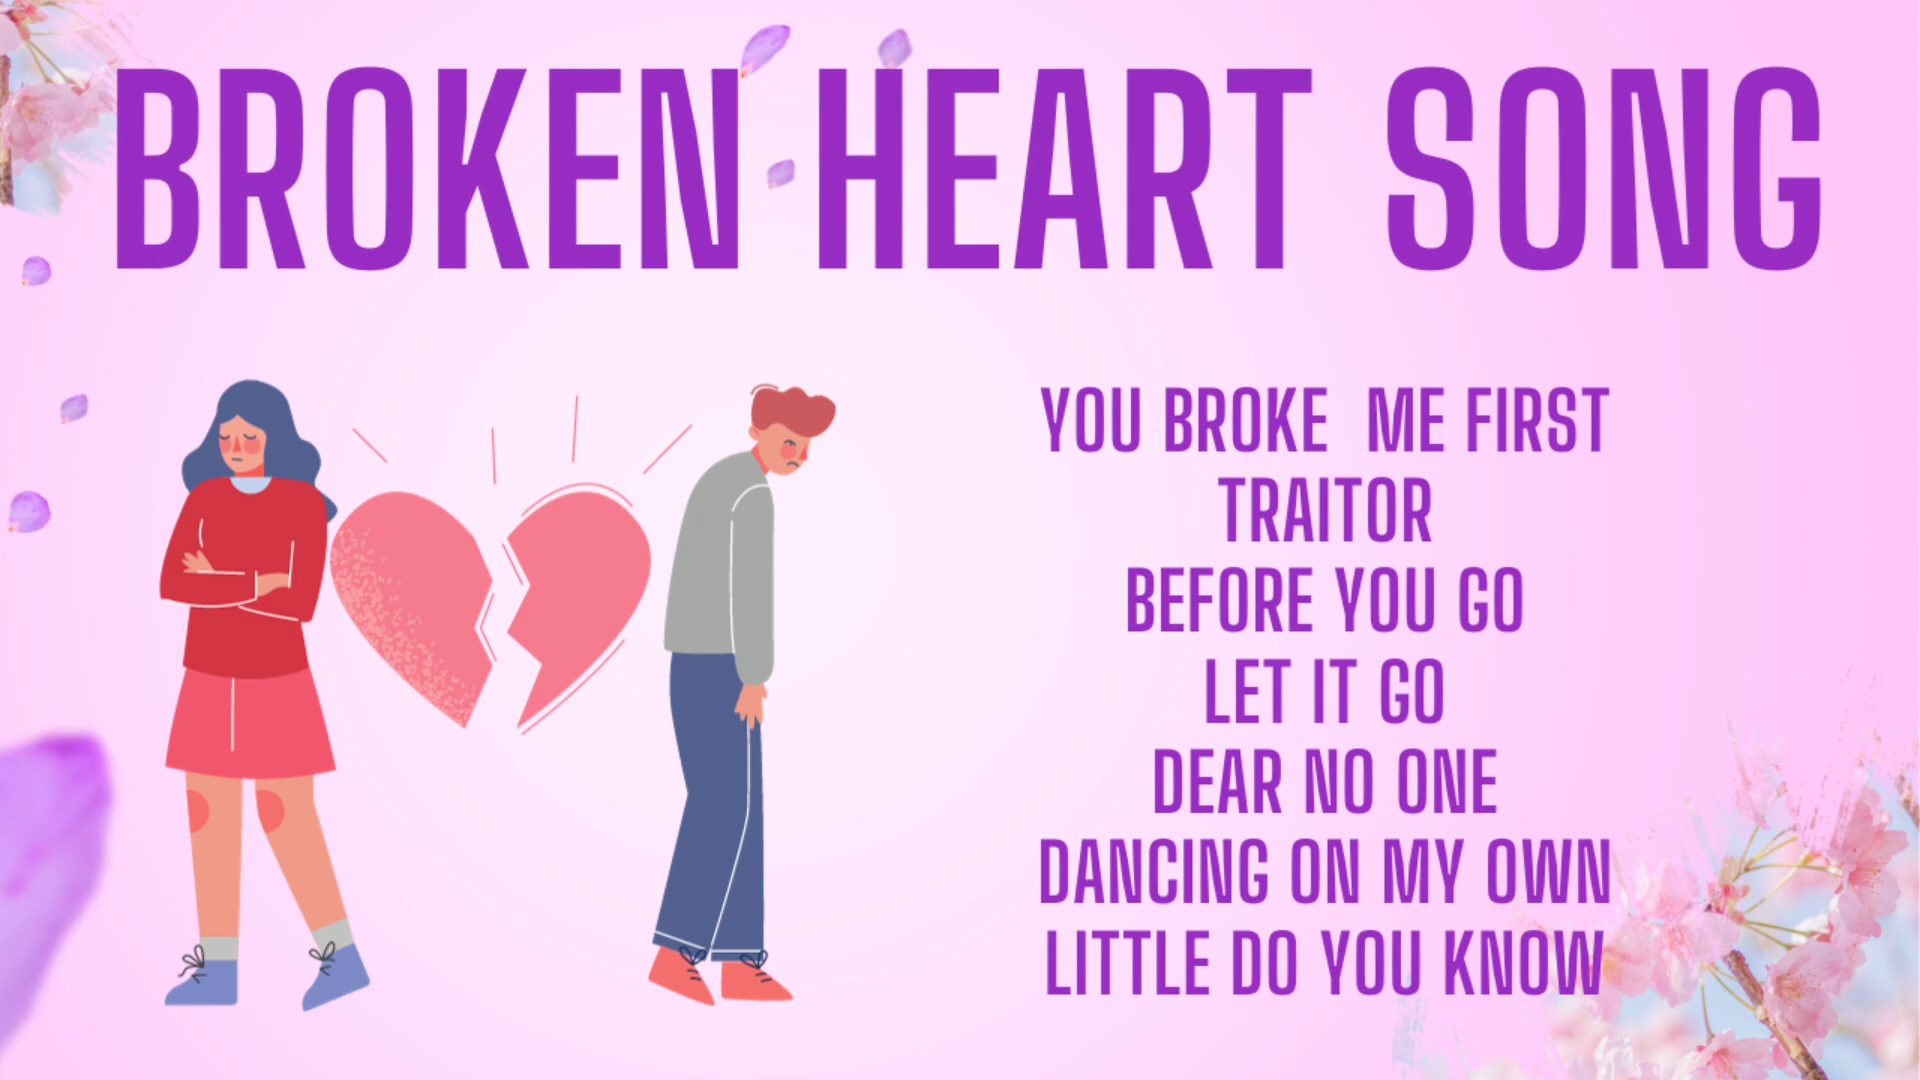 BROKEN HEART SONG
YOU BROKE ME FIRST
TRAITOR
BEFORE YOU GO
LET IT GO
DEAR NO ONE
DANCING ON MY OWN
LITTLE DO YOU KNOW